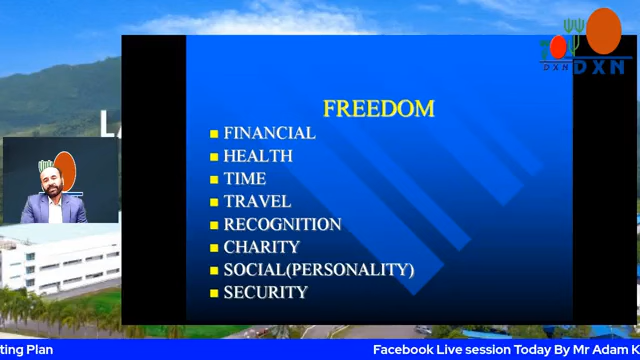 DXN
DXN
LA
FREEDOM
FINANCIAL
HEALTH
TIME
TRAVEL
RECOGNITION
CHARITY
SOCIAL(PERSONALITY)
SECURITY
ting Plan
Facebook Live session Today By Mr Adam K